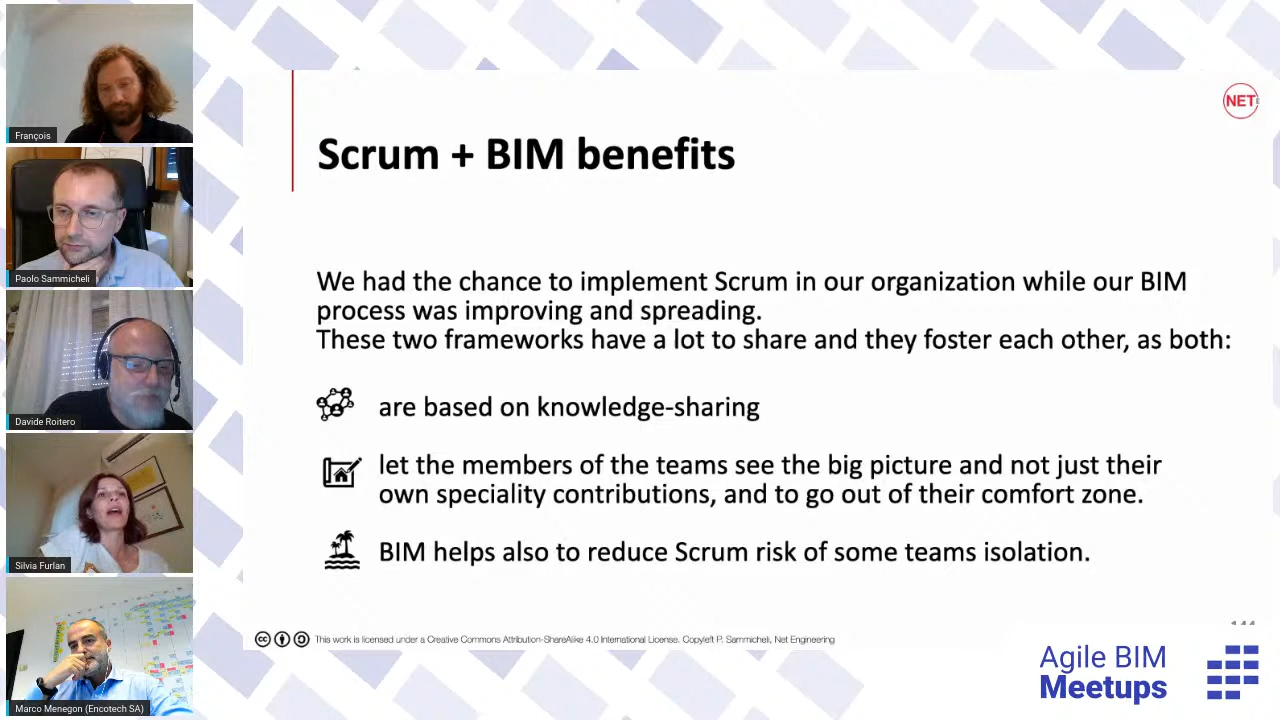 François
Paolo Sammicheli
Davide Roitero
Silvia Furlan
Marco Menegon (Encotech SA)
NET
Scrum + BIM benefits
We had the chance to implement Scrum in our organization while our BIM
process was improving and spreading.
These two frameworks have a lot to share and they foster each other, as both:
are based on knowledge-sharing
let the members of the teams see the big picture and not just their
own speciality contributions, and to go out of their comfort zone.
BIM helps also to reduce Scrum risk of some teams isolation.
cc This work is licensed under a Creative Commons Attribution-ShareAlike 4.0 International License. Copyleft P. Sammicheli, Net Engineering
Agile BIM
Meetups